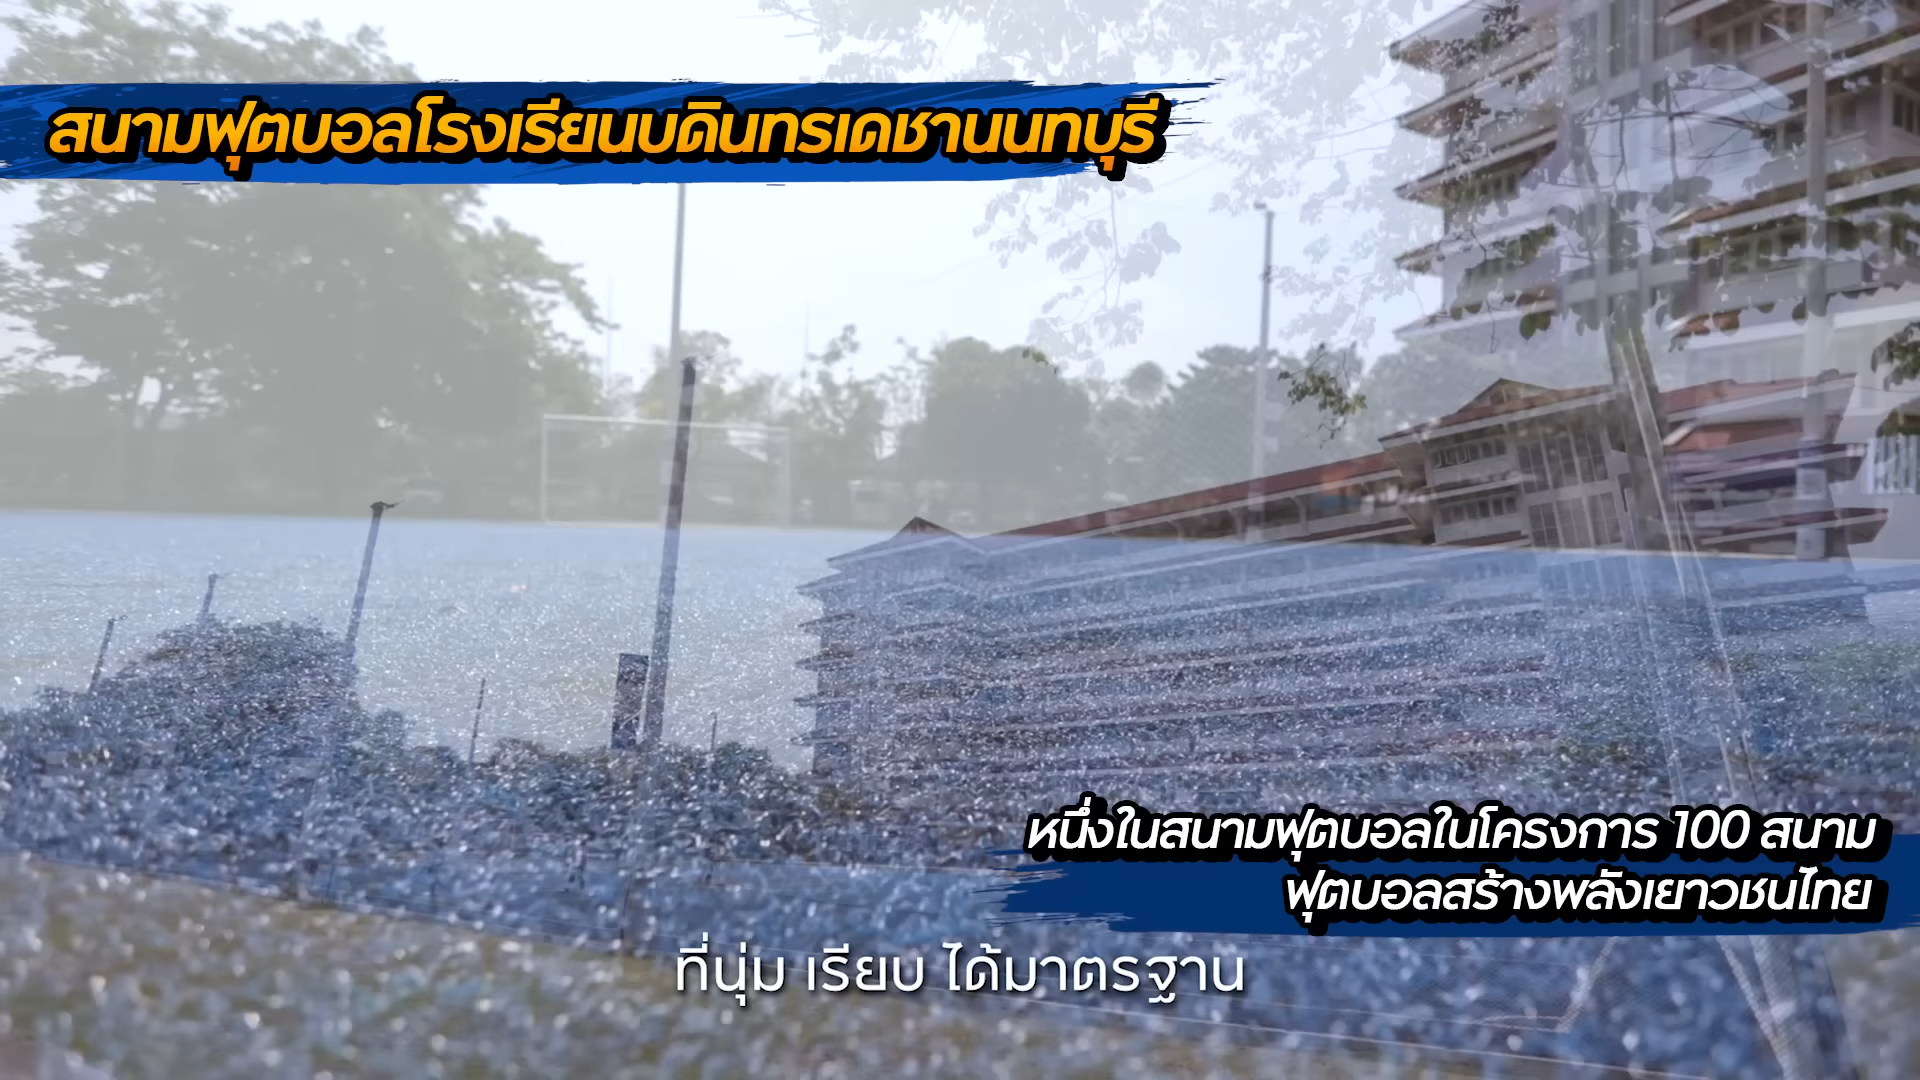 สนามฟุตบอลโรงเรียนบดินทรเดชานนทบุรี
หนึ่งในสนามฟุตบอลในโครงการ 100 สนาม
ฟุตบอลสร้างพลังเยาวชนไทย
ที่นุ่ม เรียบ ได้มาตรฐาน